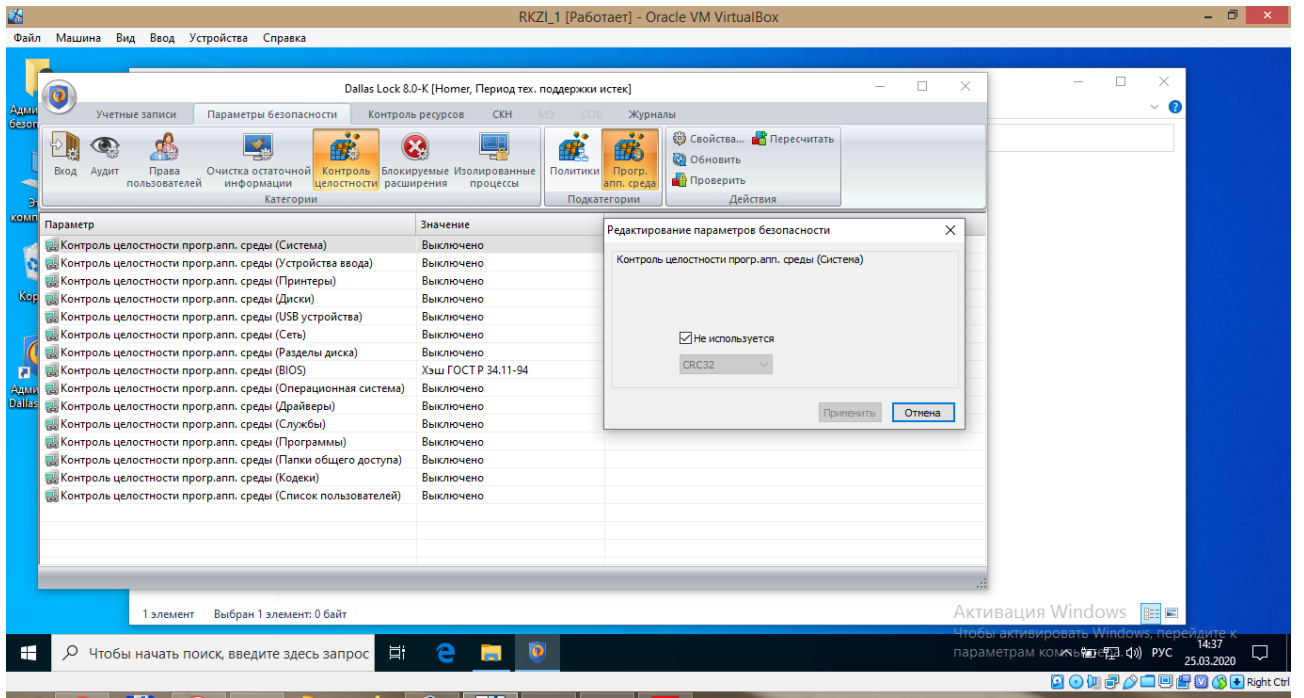 RKZI_1 [Работает] - Oracle VM VirtualBox
Файл Машина Вид Ввод Устройства Справка
Dallas Lock 8.0-К [Homer, Период тех. поддержки истек]
Учетные записи Параметры безопасности Контроль ресурсов СКН МЭ СОВ Журналы
Вход Аудит Права пользователей Очистка остаточной информации Контроль целостности Блокируемые расширения Изолированные процессы
Категории
Политики Прогр. апп. среда
Подкатегории
Свойства... Пересчитать
Обновить
Проверить
Действия
Параметр Значение
Контроль целостности прогр.апп. среды (Система) Выключено
Контроль целостности прогр.апп. среды (Устройства ввода) Выключено
Контроль целостности прогр.апп. среды (Принтеры) Выключено
Контроль целостности прогр.апп. среды (Диски) Выключено
Контроль целостности прогр.апп. среды (USB устройства) Выключено
Контроль целостности прогр.апп. среды (Сеть) Выключено
Контроль целостности прогр.апп. среды (Разделы диска) Выключено
Контроль целостности прогр.апп. среды (BIOS) Хэш ГОСТ Р 34.11-94
Контроль целостности прогр.апп. среды (Операционная система) Выключено
Контроль целостности прогр.апп. среды (Драйверы) Выключено
Контроль целостности прогр.апп. среды (Службы) Выключено
Контроль целостности прогр.апп. среды (Программы) Выключено
Контроль целостности прогр.апп. среды (Папки общего доступа) Выключено
Контроль целостности прогр.апп. среды (Кодеки) Выключено
Контроль целостности прогр.апп. среды (Список пользователей) Выключено
Редактирование параметров безопасности
Контроль целостности прогр.апп. среды (Система)
Не используется
CRC32
Применить Отмена
1 элемент Выбран 1 элемент: 0 байт
Активация Windows
Чтобы активировать Windows, перейдите к
параметрам
Чтобы начать поиск, введите здесь запрос
РУС 14:37
25.03.2020
Right Ctrl